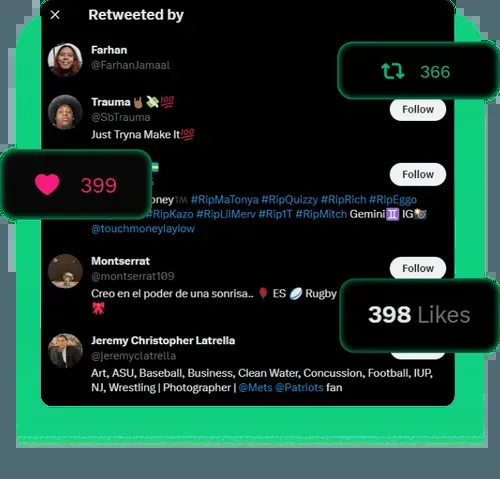 Retweeted by
Farhan
@FarhanJamaal
366
Trauma🤘🏾💸💯
@SbTrauma
Follow
Just Tryna Make It💯
399
Follow
oney™️ #RipMaTonya #RipQuizzy #RipRich #RipEggo
#RipKazo #RipLilMerv #Rip1T #RipMitch Gemini♊ IG📸
@touchmoneylaylow
Montserrat
@montserrat109
Follow
Creo en el poder de una sonrisa.. 🌹 ES 🏉 Rugby
🎀
398 Likes
Jeremy Christopher Latrella
@jeremyclatrella
Art, ASU, Baseball, Business, Clean Water, Concussion, Football, IUP,
NJ, Wrestling | Photographer | @Mets @Patriots fan